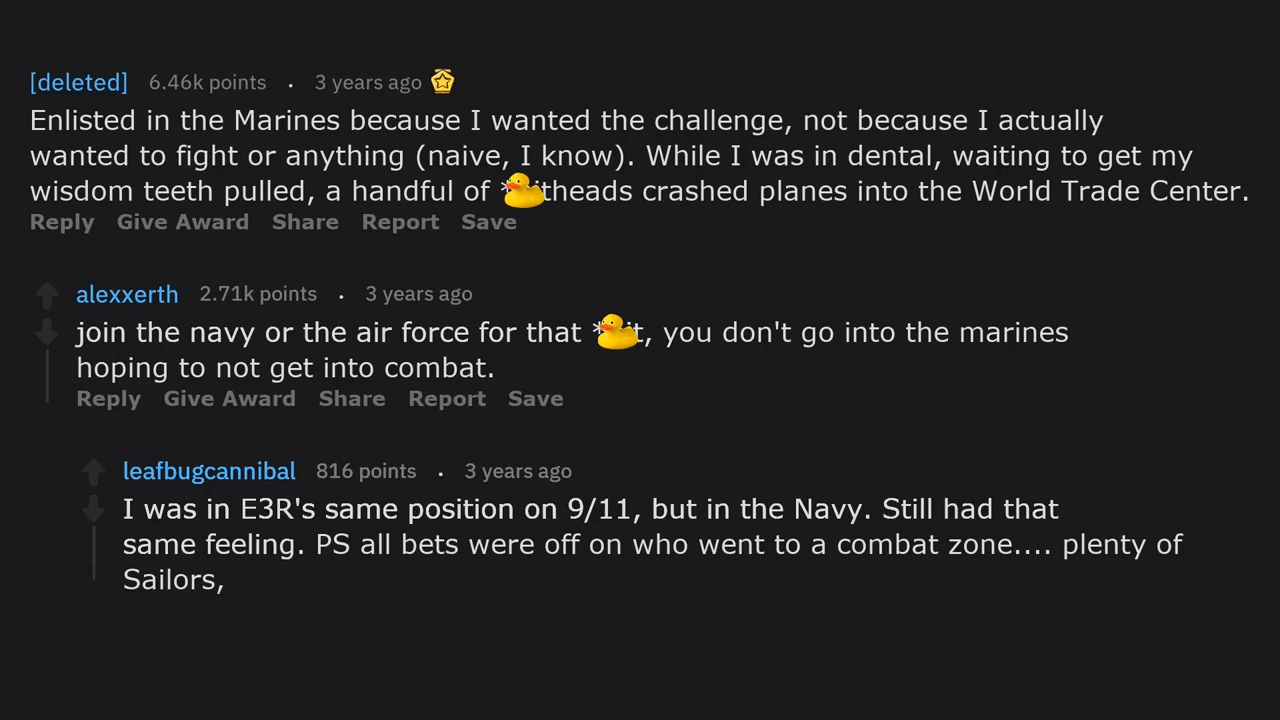 [deleted] 6.46k points . 3 years ago
Enlisted in the Marines because I wanted the challenge, not because I actually
wanted to fight or anything (naive, I know). While I was in dental, waiting to get my
wisdom teeth pulled, a handful of theads crashed planes into the World Trade Center.
Reply Give Award Share Report Save
alexxerth 2.71k points . 3 years ago
join the navy or the air force for that you don't go into the marines
hoping to not get into combat.
Reply Give Award Share Report Save
leafbugcannibal 816 points . 3 years ago
I was in E3R's same position on 9/11, but in the Navy. Still had that
same feeling. PS all bets were off on who went to a combat zone.... plenty of
Sailors,